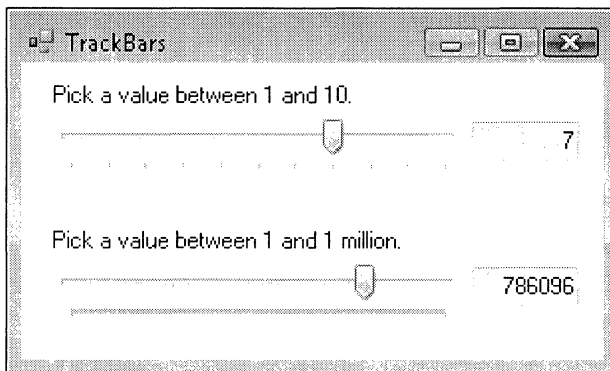 TrackBars
Pick a value between 1 and 10.
7
Pick a value between 1 and 1 million.
786096